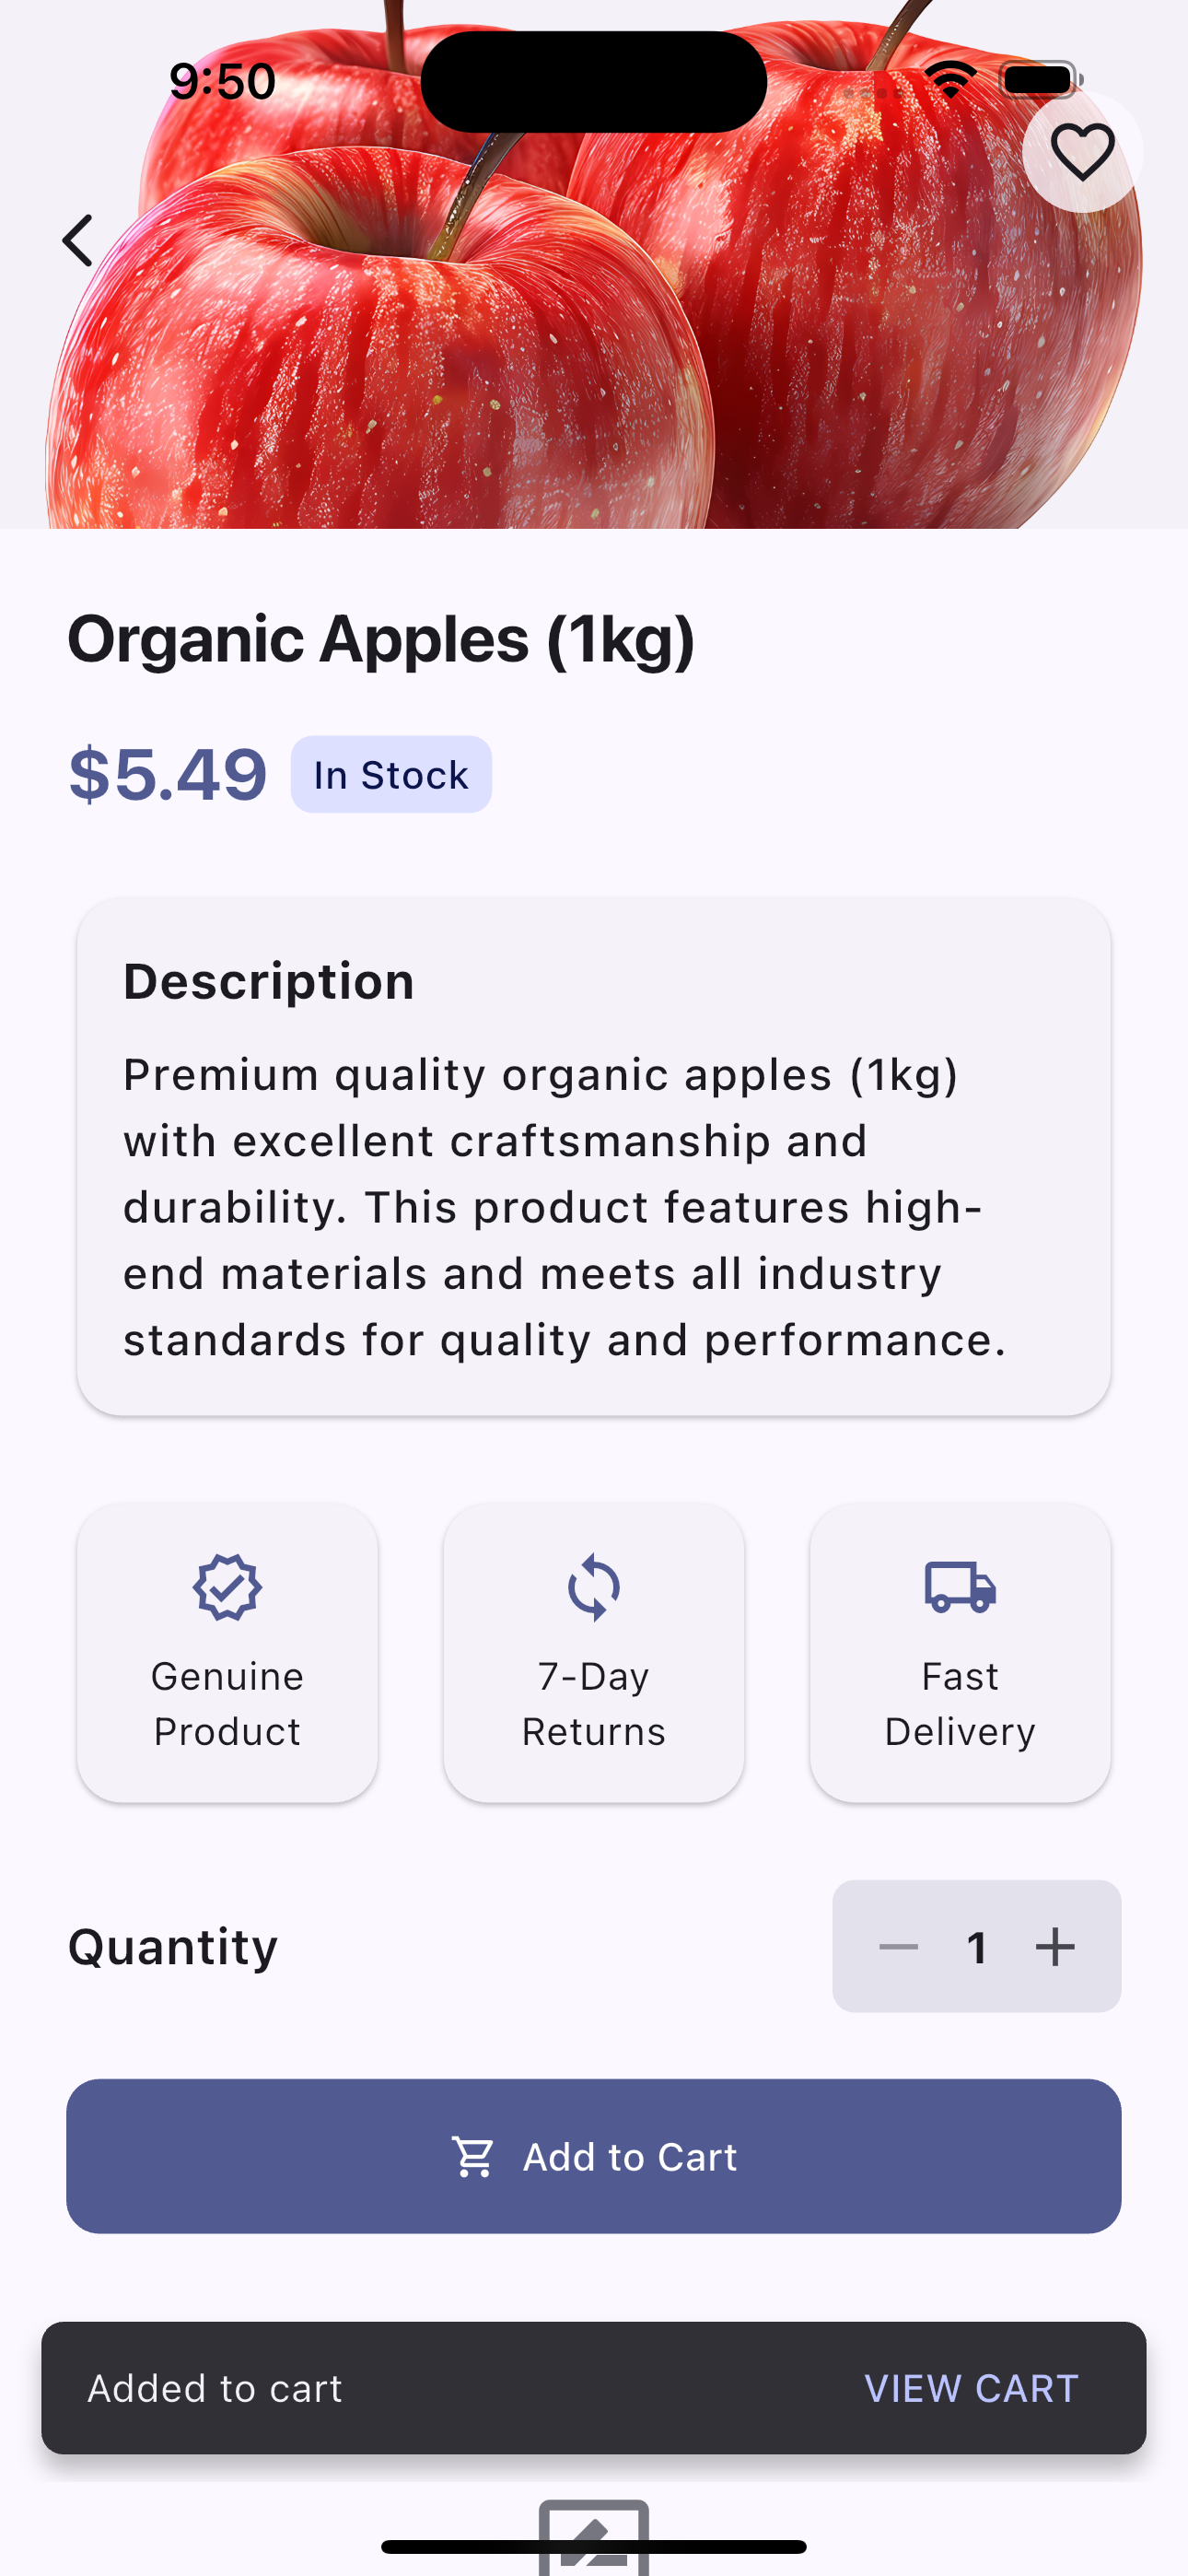 9:50
Organic Apples (1kg)
$5.49 In Stock
Description
Premium quality organic apples (1kg)
with excellent craftsmanship and
durability. This product features high-
end materials and meets all industry
standards for quality and performance.
Genuine
Product
7-Day
Returns
Fast
Delivery
Quantity
1
Add to Cart
Added to cart VIEW CART